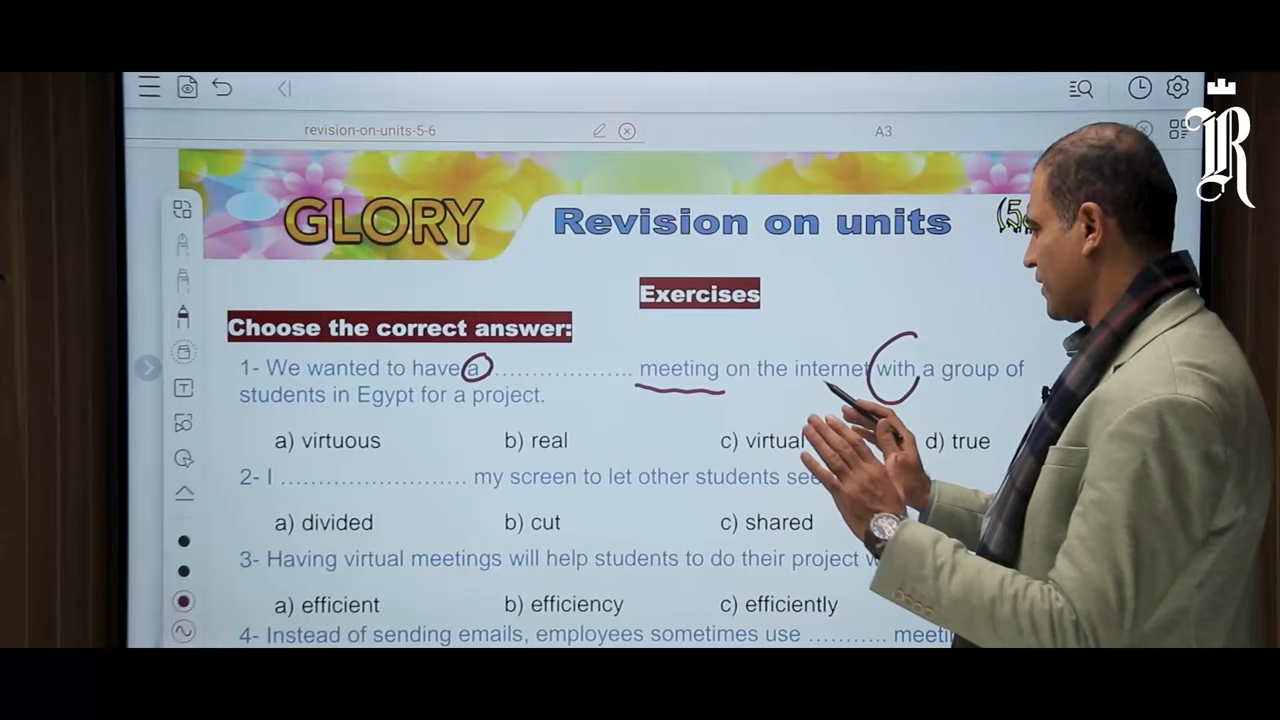 revision-on-units-5-6
A3
GLORY
Revision on units
Exercises
Choose the correct answer:
1- We wanted to have a .................... meeting on the internet with a group of
students in Egypt for a project.
a) virtuous b) real c) virtual d) true
2- I ........................ my screen to let other students see
a) divided b) cut c) shared
3- Having virtual meetings will help students to do their project
a) efficient b) efficiency c) efficiently
4- Instead of sending emails, employees sometimes use ...........